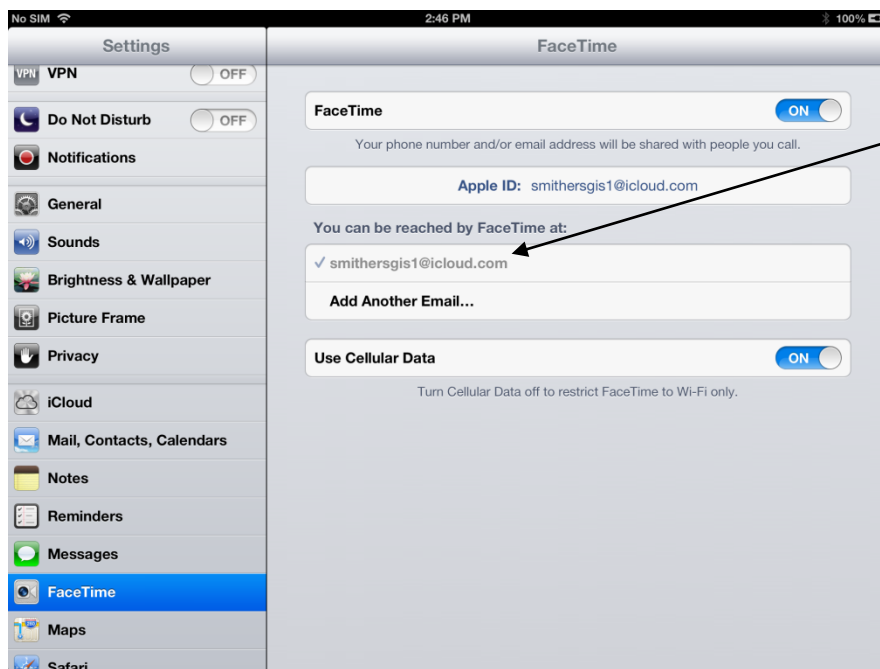 No SIM 2:46 PM 100%
Settings
FaceTime
VPN VPN OFF
Do Not Disturb OFF
Notifications
General
Sounds
Brightness & Wallpaper
Picture Frame
Privacy
iCloud
Mail, Contacts, Calendars
Notes
Reminders
Messages
FaceTime
Maps
Safari
FaceTime ON
Your phone number and/or email address will be shared with people you call.
Apple ID: smithersgis1@icloud.com
You can be reached by FaceTime at:
✓ smithersgis1@icloud.com
Add Another Email...
Use Cellular Data ON
Turn Cellular Data off to restrict FaceTime to Wi-Fi only.